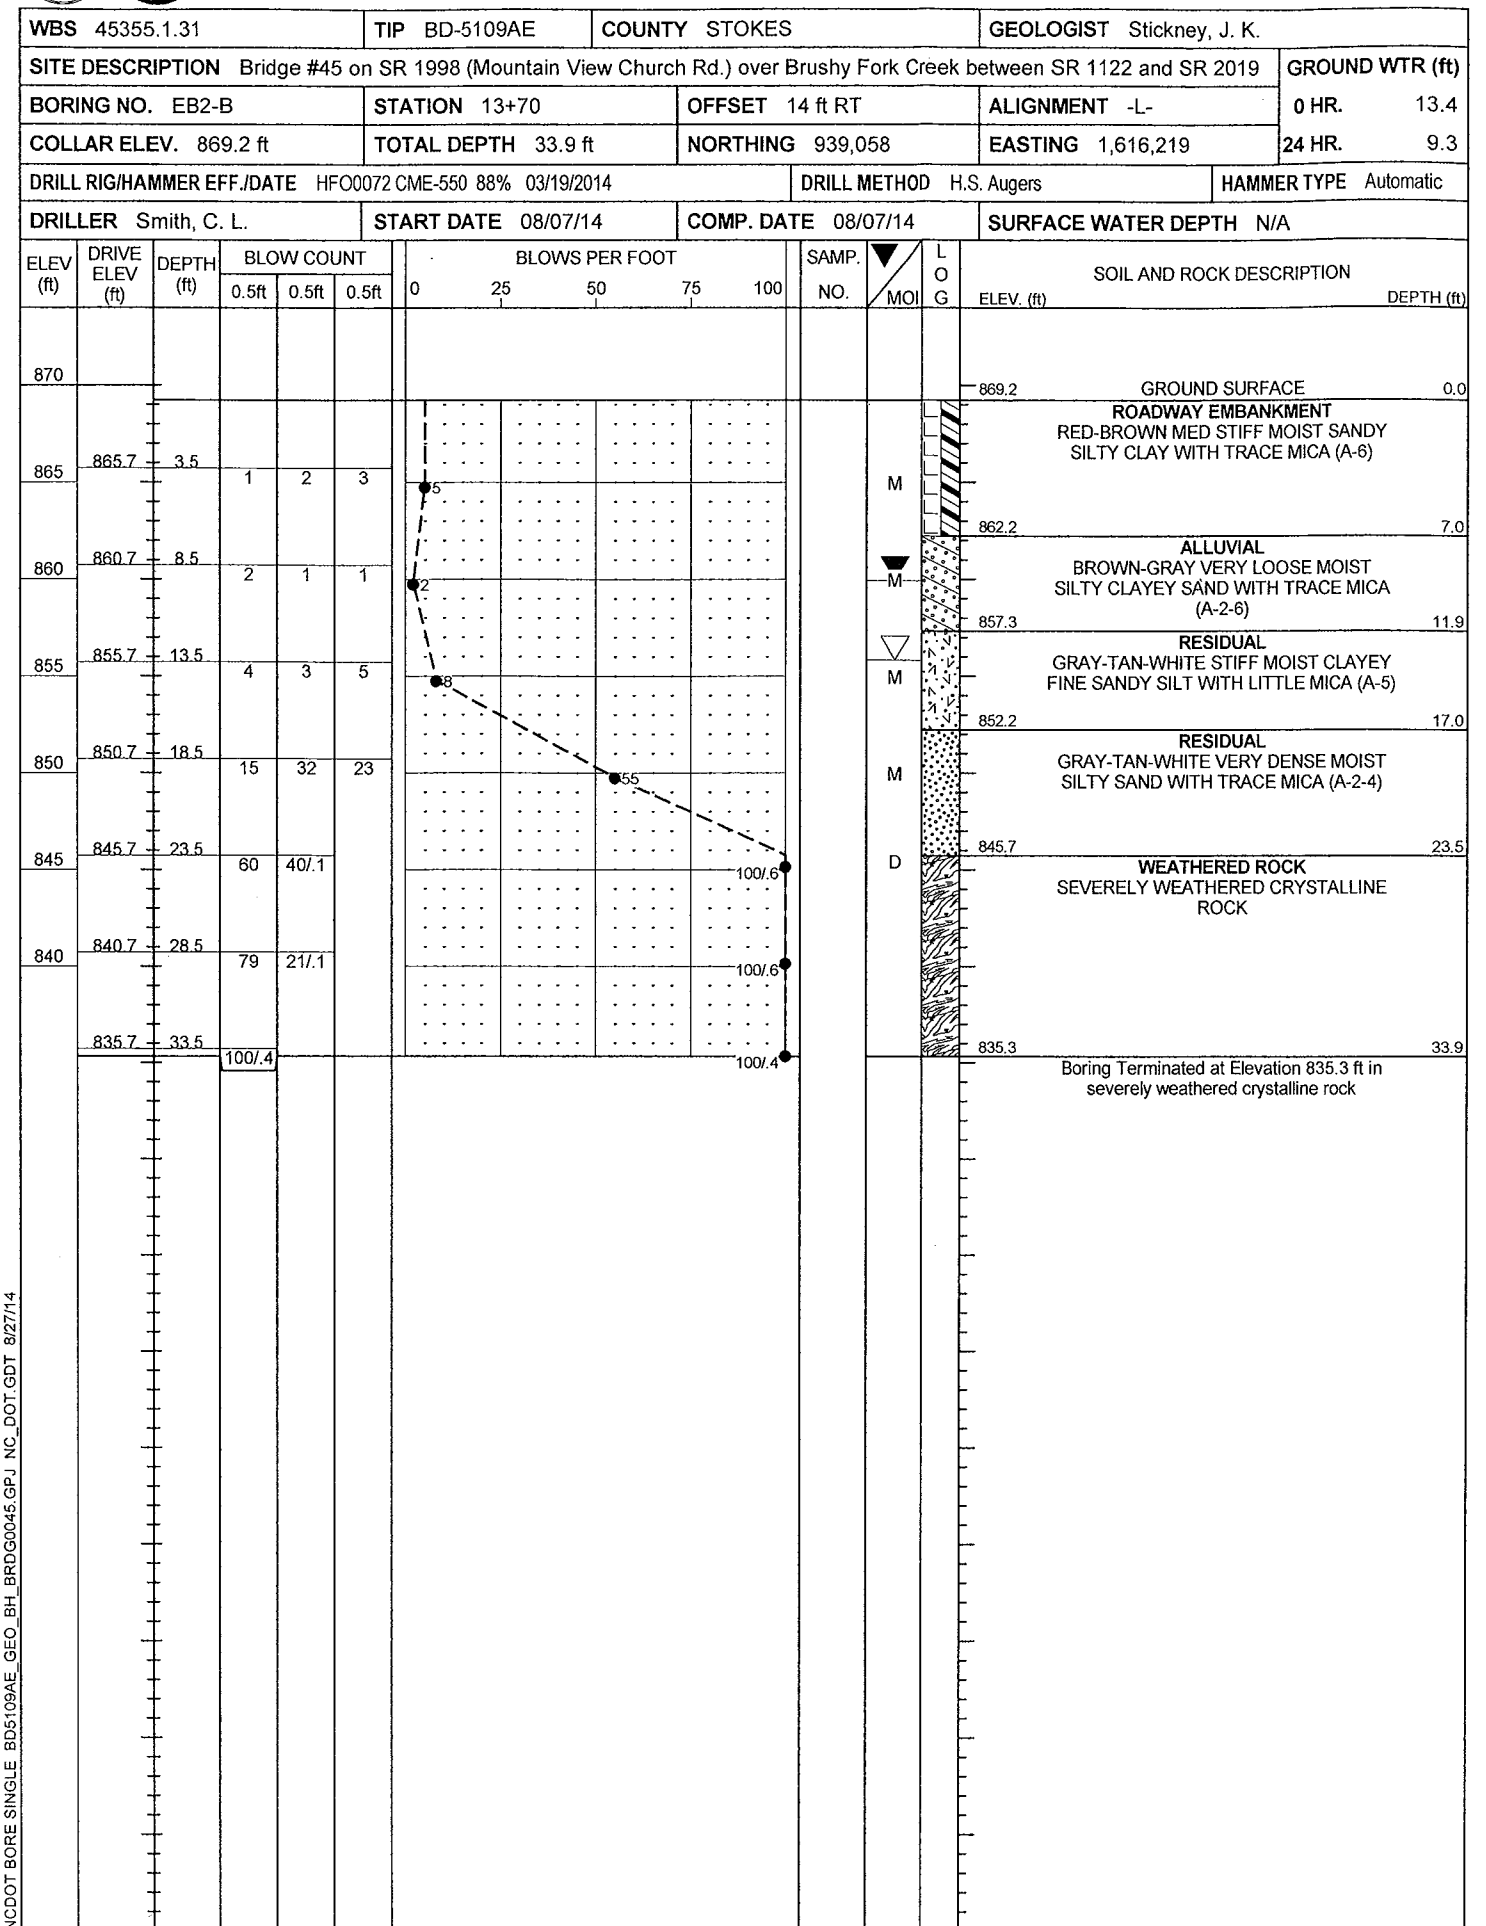 WBS 45355.1.31 TIP BD-5109AE COUNTY STOKES GEOLOGIST Stickney, J. K.
SITE DESCRIPTION Bridge #45 on SR 1998 (Mountain View Church Rd.) over Brushy Fork Creek between SR 1122 and SR 2019 GROUND WTR (ft)
BORING NO. EB2-B STATION 13+70 OFFSET 14 ft RT ALIGNMENT -L- 0 HR. 13.4
COLLAR ELEV. 869.2 ft TOTAL DEPTH 33.9 ft NORTHING 939,058 EASTING 1,616,219 24 HR. 9.3
DRILL RIG/HAMMER EFF./DATE HFO0072 CME-550 88% 03/19/2014 DRILL METHOD H.S. Augers HAMMER TYPE Automatic
DRILLER Smith, C. L. START DATE 08/07/14 COMP. DATE 08/07/14 SURFACE WATER DEPTH N/A
ELEV (ft) DRIVE ELEV (ft) DEPTH (ft) BLOW COUNT BLOWS PER FOOT SAMP. NO. MOI LOG SOIL AND ROCK DESCRIPTION
0.5ft 0.5ft 0.5ft 0 25 50 75 100 ELEV. (ft) DEPTH (ft)
870
869.2 GROUND SURFACE 0.0
ROADWAY EMBANKMENT
RED-BROWN MED STIFF MOIST SANDY
SILTY CLAY WITH TRACE MICA (A-6)
865 865.7 3.5 1 2 3 5 M
862.2 7.0
ALLUVIAL
BROWN-GRAY VERY LOOSE MOIST
SILTY CLAYEY SAND WITH TRACE MICA
(A-2-6)
860 860.7 8.5 2 1 1 2 M
857.3 11.9
RESIDUAL
GRAY-TAN-WHITE STIFF MOIST CLAYEY
FINE SANDY SILT WITH LITTLE MICA (A-5)
855 855.7 13.5 4 3 5 8 M
852.2 17.0
RESIDUAL
GRAY-TAN-WHITE VERY DENSE MOIST
SILTY SAND WITH TRACE MICA (A-2-4)
850 850.7 18.5 15 32 23 55 M
845.7 23.5
WEATHERED ROCK
SEVERELY WEATHERED CRYSTALLINE
ROCK
845 845.7 23.5 60 40/.1 100/.6 D
840 840.7 28.5 79 21/.1 100/.6
835.7 33.5 100/.4 100/.4
835.3 33.9
Boring Terminated at Elevation 835.3 ft in
severely weathered crystalline rock
NCDOT BORE SINGLE BD5109AE_GEO_BH_BRDG0045.GPJ NC_DOT.GDT 8/27/14